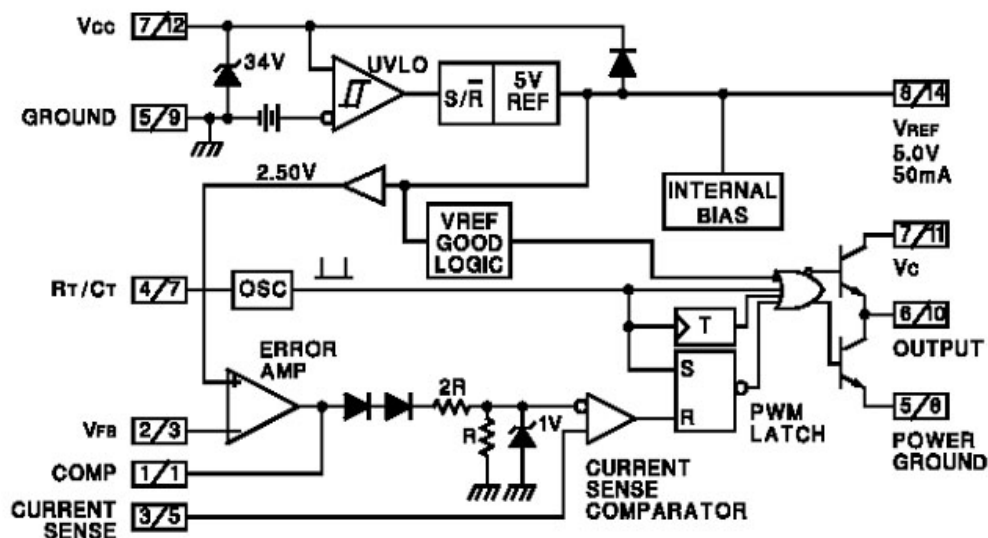 Vcc 7/12
34V
UVLO
S/R̅
5V
REF
GROUND 5/9
8/14
VREF
5.0V
50mA
2.50V
INTERNAL
BIAS
VREF
GOOD
LOGIC
7/11
Vc
RT/CT 4/7
OSC
T
6/10
OUTPUT
ERROR
AMP
S
R
PWM
LATCH
2R
R
1V
VFB 2/3
5/8
POWER
GROUND
COMP 1/1
CURRENT
SENSE
COMPARATOR
CURRENT
SENSE
3/5